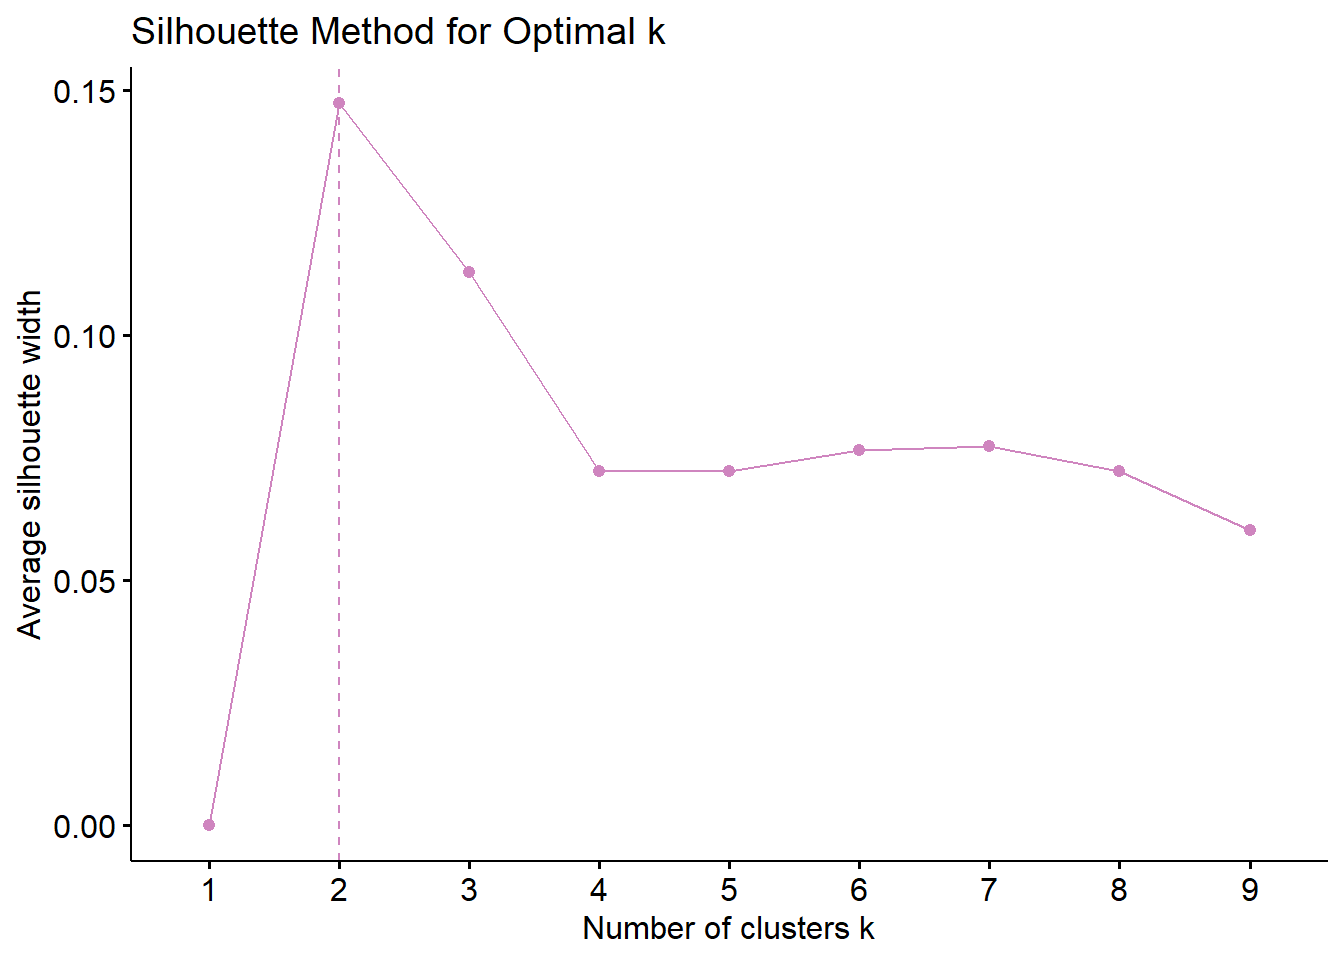 Silhouette Method for Optimal k
Average silhouette width
0.15
0.10
0.05
0.00
1 2 3 4 5 6 7 8 9
Number of clusters k